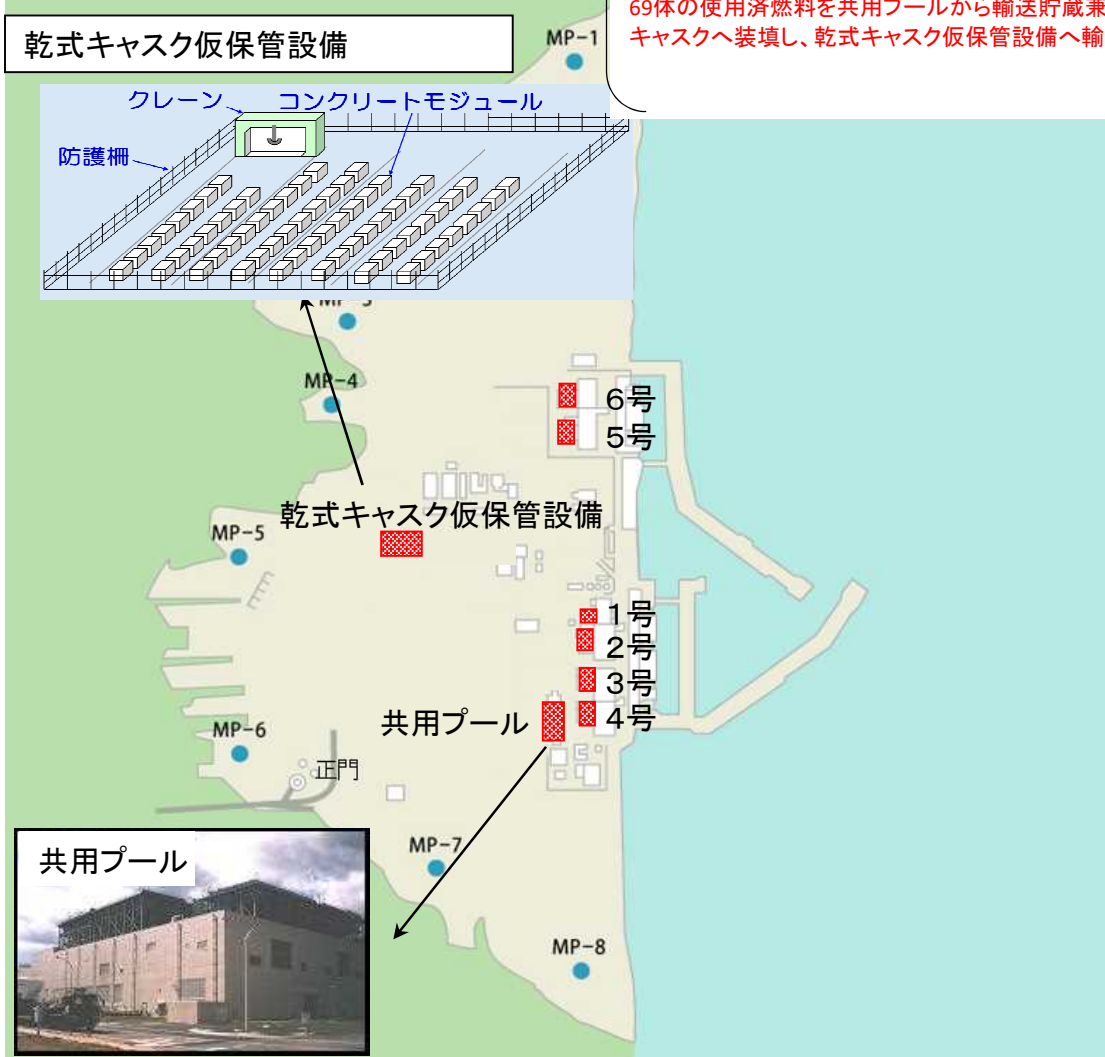 69体の使用済燃料を共用プールから輸送貯蔵兼
キャスクへ装填し、乾式キャスク仮保管設備へ輸
乾式キャスク仮保管設備
MP-1
クレーン
コンクリートモジュール
防護柵
MP-4
6号
5号
乾式キャスク仮保管設備
MP-5
1号
2号
3号
4号
共用プール
MP-6
正門
共用プール
MP-7
MP-8